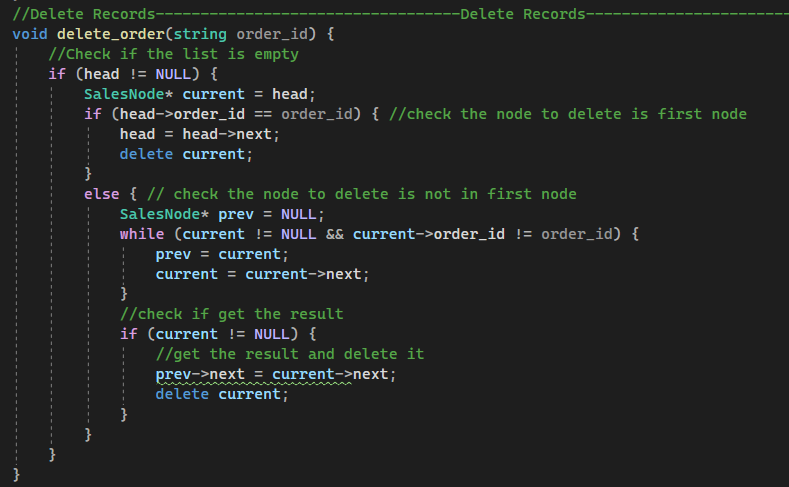 //Delete Records----------------------------------Delete Records-----------------------
void delete_order(string order_id) {
    //Check if the list is empty
    if (head != NULL) {
        SalesNode* current = head;
        if (head->order_id == order_id) { //check the node to delete is first node
            head = head->next;
            delete current;
        }
        else { // check the node to delete is not in first node
            SalesNode* prev = NULL;
            while (current != NULL && current->order_id != order_id) {
                prev = current;
                current = current->next;
            }
            //check if get the result
            if (current != NULL) {
                //get the result and delete it
                prev->next = current->next;
                delete current;
            }
        }
    }
}